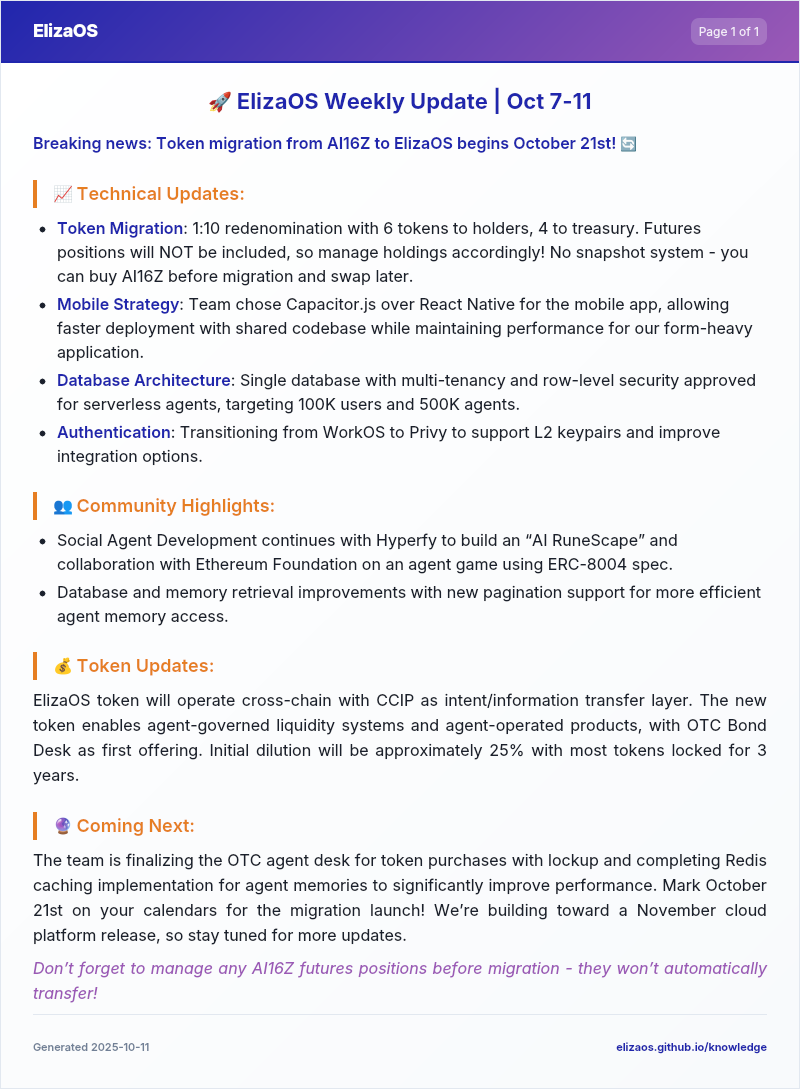 ElizaOS
Page 1 of 1
🚀 ElizaOS Weekly Update | Oct 7-11
Breaking news: Token migration from AI16Z to ElizaOS begins October 21st! 🔄
📈 Technical Updates:
• Token Migration: 1:10 redenomination with 6 tokens to holders, 4 to treasury. Futures
positions will NOT be included, so manage holdings accordingly! No snapshot system - you
can buy AI16Z before migration and swap later.
• Mobile Strategy: Team chose Capacitor.js over React Native for the mobile app, allowing
faster deployment with shared codebase while maintaining performance for our form-heavy
application.
• Database Architecture: Single database with multi-tenancy and row-level security approved
for serverless agents, targeting 100K users and 500K agents.
• Authentication: Transitioning from WorkOS to Privy to support L2 keypairs and improve
integration options.
👥 Community Highlights:
• Social Agent Development continues with Hyperfy to build an “AI RuneScape” and
collaboration with Ethereum Foundation on an agent game using ERC-8004 spec.
• Database and memory retrieval improvements with new pagination support for more efficient
agent memory access.
💰 Token Updates:
ElizaOS token will operate cross-chain with CCIP as intent/information transfer layer. The new
token enables agent-governed liquidity systems and agent-operated products, with OTC Bond
Desk as first offering. Initial dilution will be approximately 25% with most tokens locked for 3
years.
🔮 Coming Next:
The team is finalizing the OTC agent desk for token purchases with lockup and completing Redis
caching implementation for agent memories to significantly improve performance. Mark October
21st on your calendars for the migration launch! We’re building toward a November cloud
platform release, so stay tuned for more updates.
Don’t forget to manage any AI16Z futures positions before migration - they won’t automatically
transfer!
Generated 2025-10-11
elizaos.github.io/knowledge